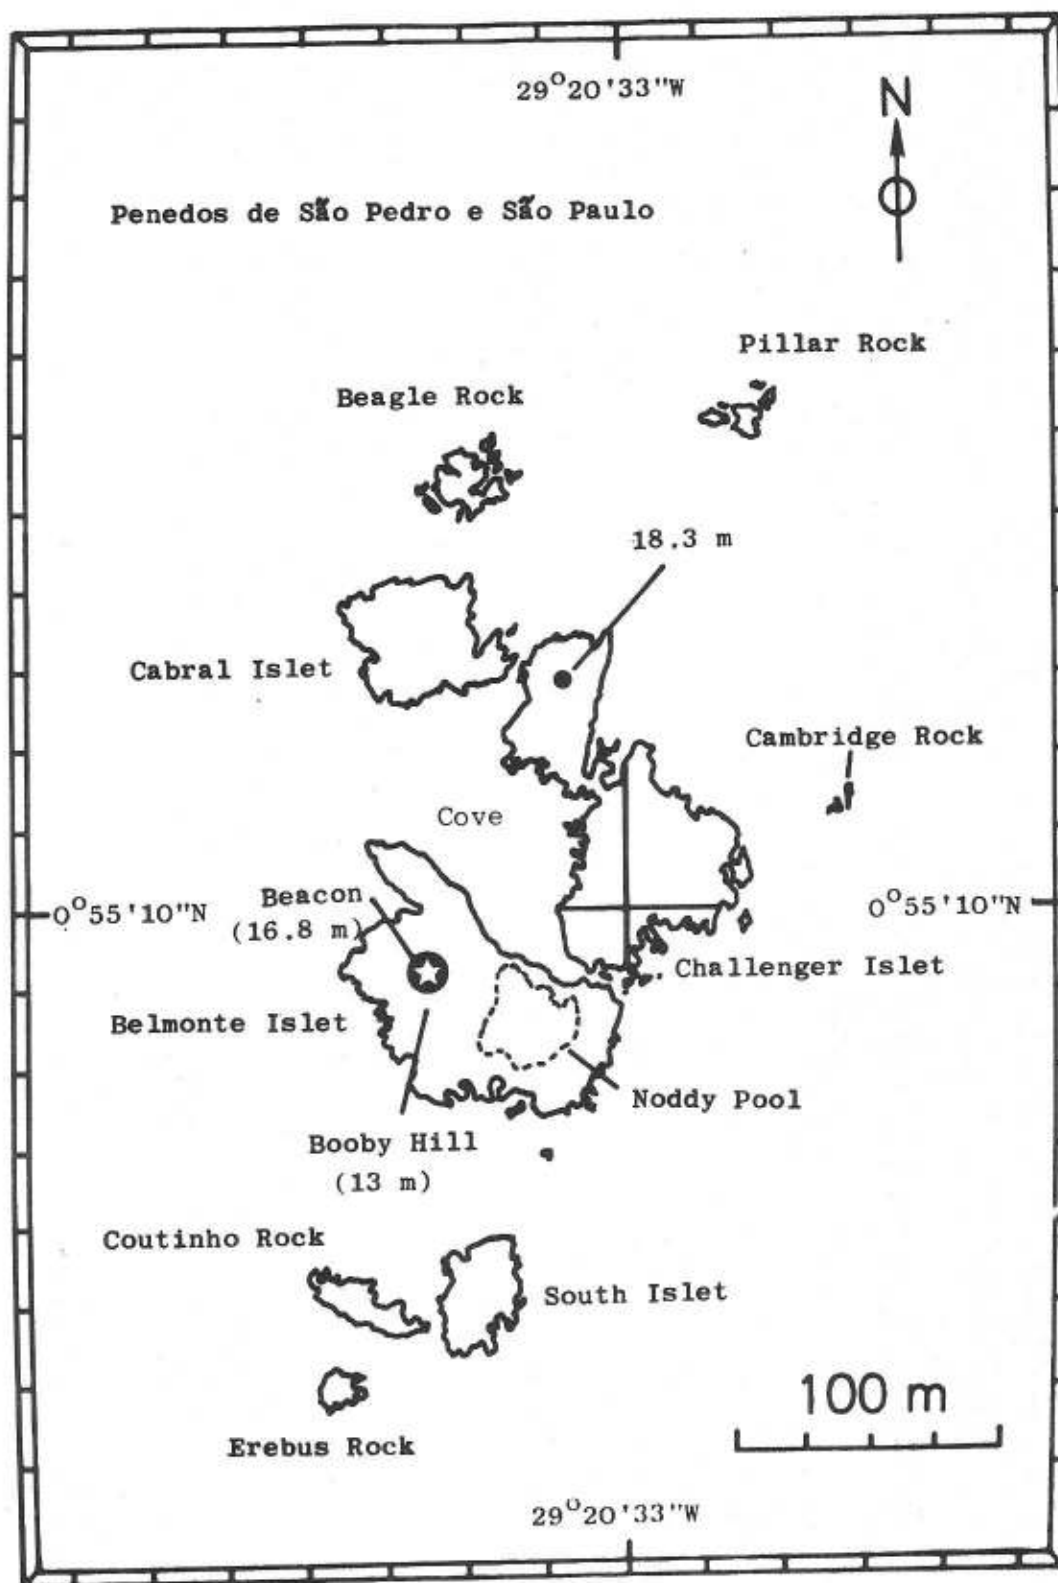 29°20'33"W
N
Penedos de São Pedro e São Paulo
Pillar Rock
Beagle Rock
18.3 m
Cabral Islet
Cambridge Rock
Cove
Beacon
(16.8 m)
0°55'10"N
0°55'10"N
Challenger Islet
Belmonte Islet
Noddy Pool
Booby Hill
(13 m)
Coutinho Rock
South Islet
100 m
Erebus Rock
29°20'33"W